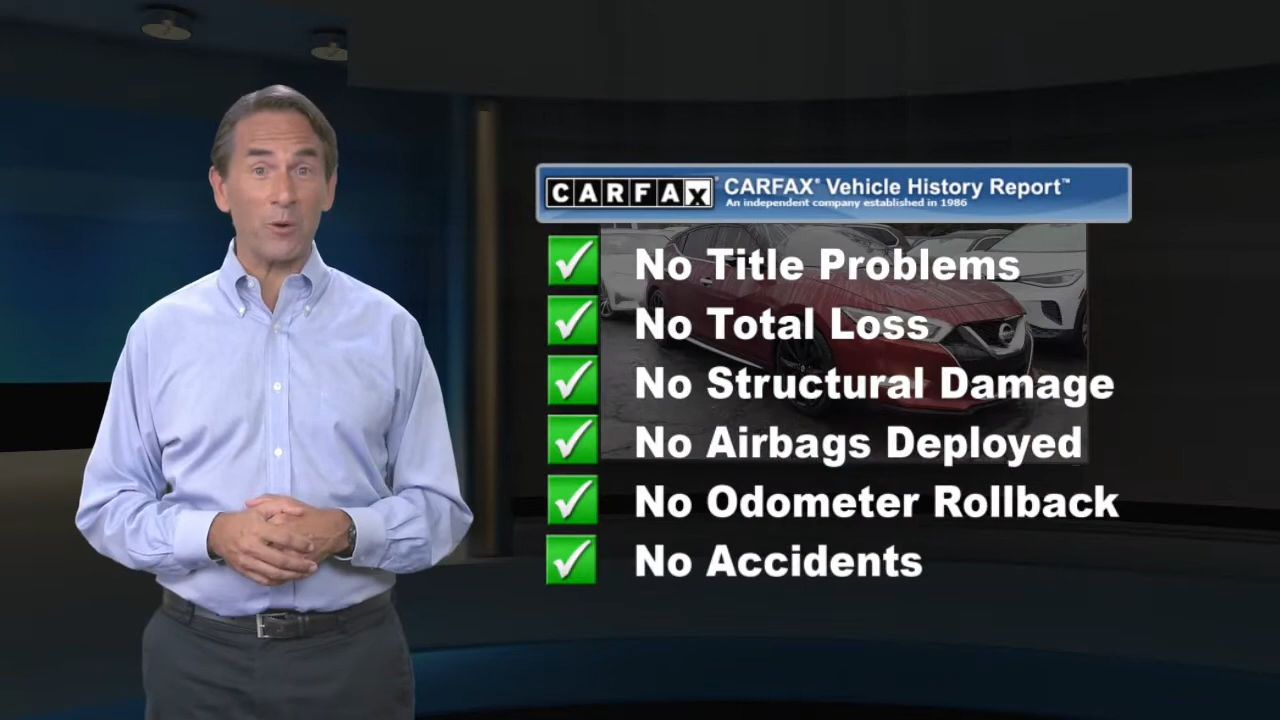 CARFAX® CARFAX® Vehicle History Report™
An independent company established in 1986
No Title Problems
No Total Loss
No Structural Damage
No Airbags Deployed
No Odometer Rollback
No Accidents